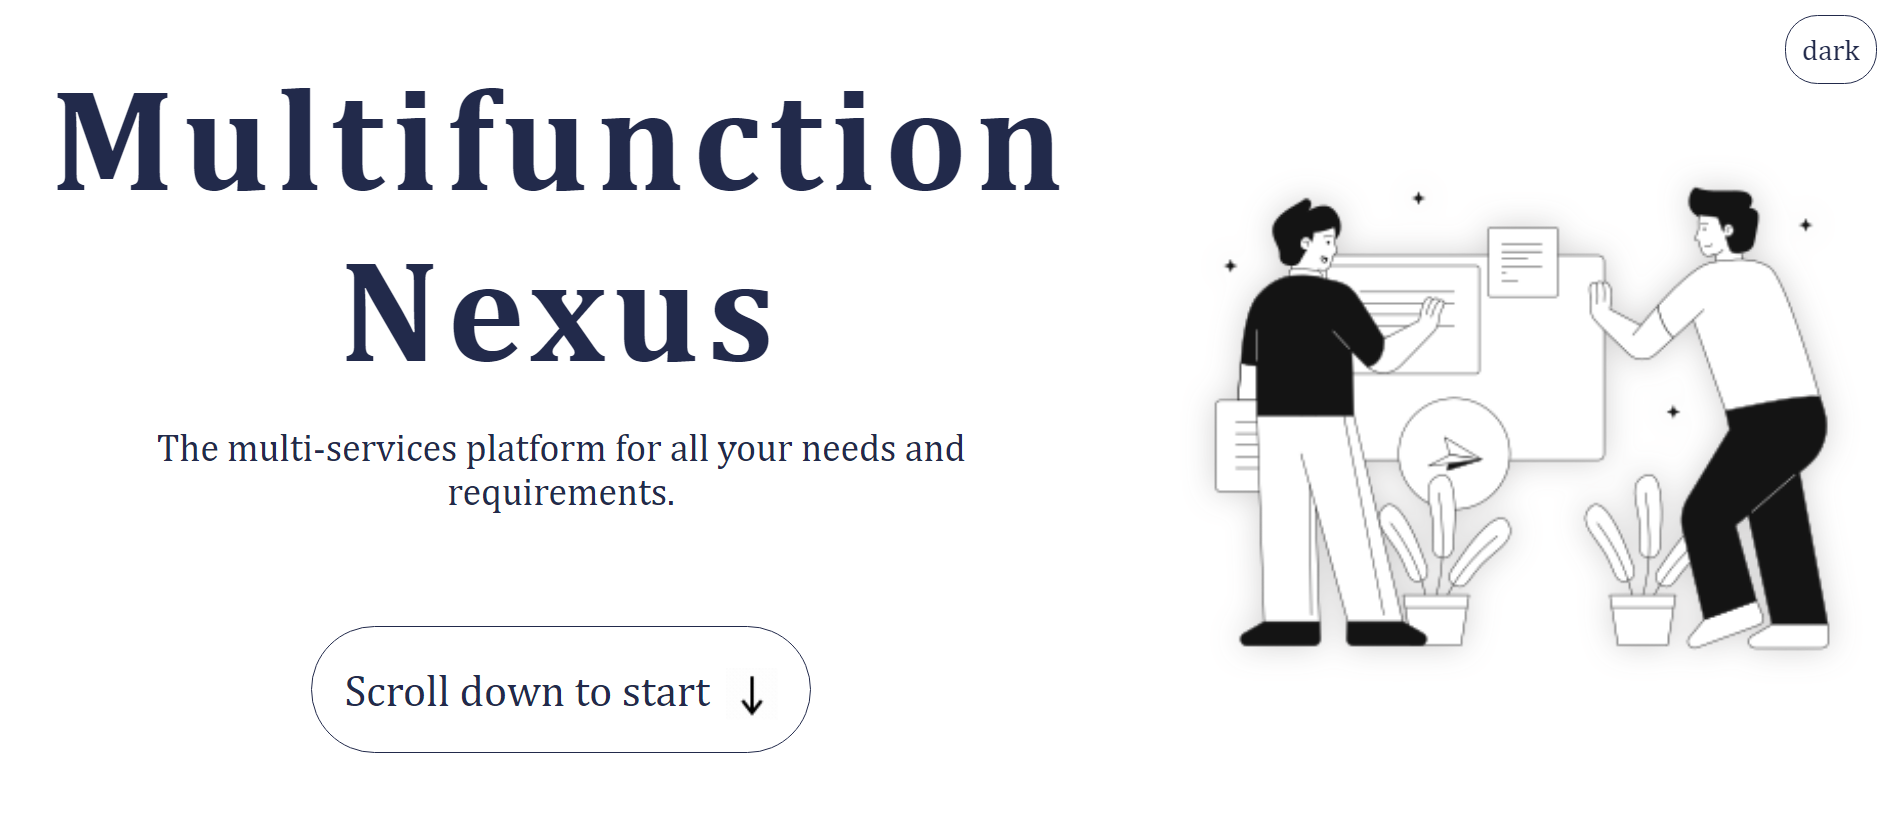 dark
Multifunction
Nexus
The multi-services platform for all your needs and
requirements.
Scroll down to start ↓